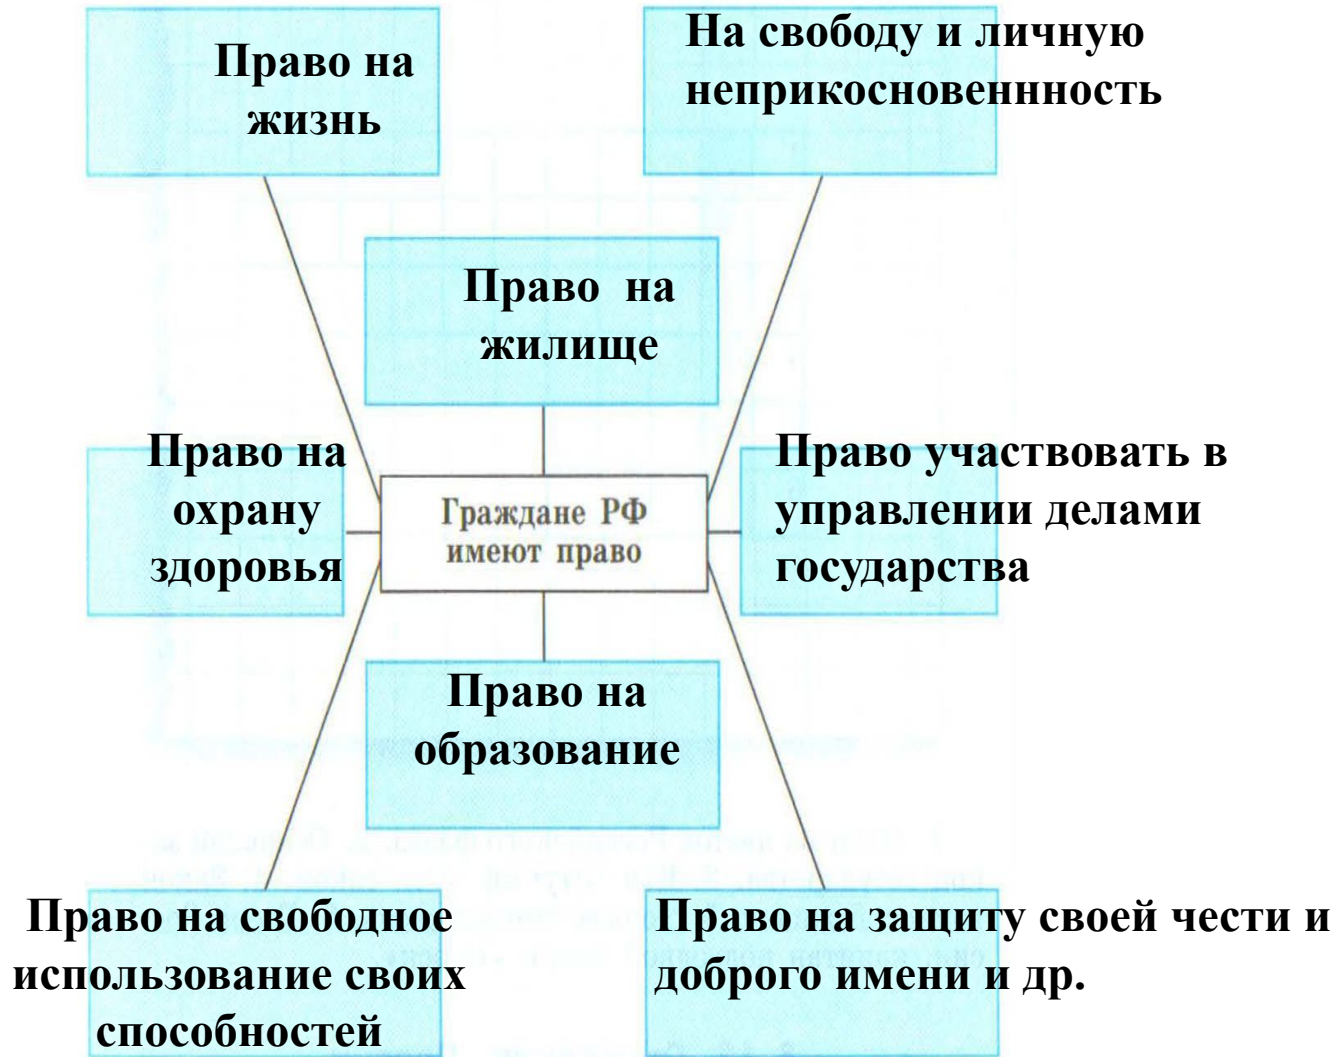 Право на
жизнь
На свободу и личную
неприкосновеннность
Право на
жилище
Право на
охрану
здоровья
Граждане РФ
имеют право
Право участвовать в
управлении делами
государства
Право на
образование
Право на свободное
использование своих
способностей
Право на защиту своей чести и
доброго имени и др.